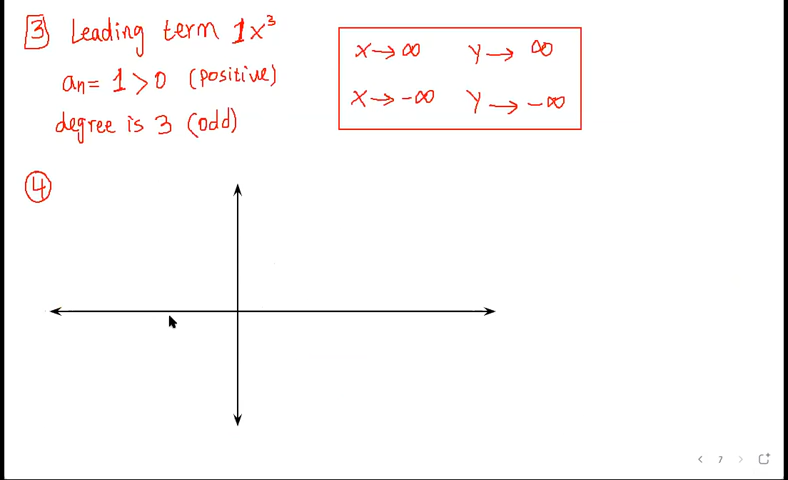 3 Leading term 1x³
aₙ= 1 > 0 (positive)
degree is 3 (odd)
x → ∞ y → ∞
x → -∞ y → -∞
4
7